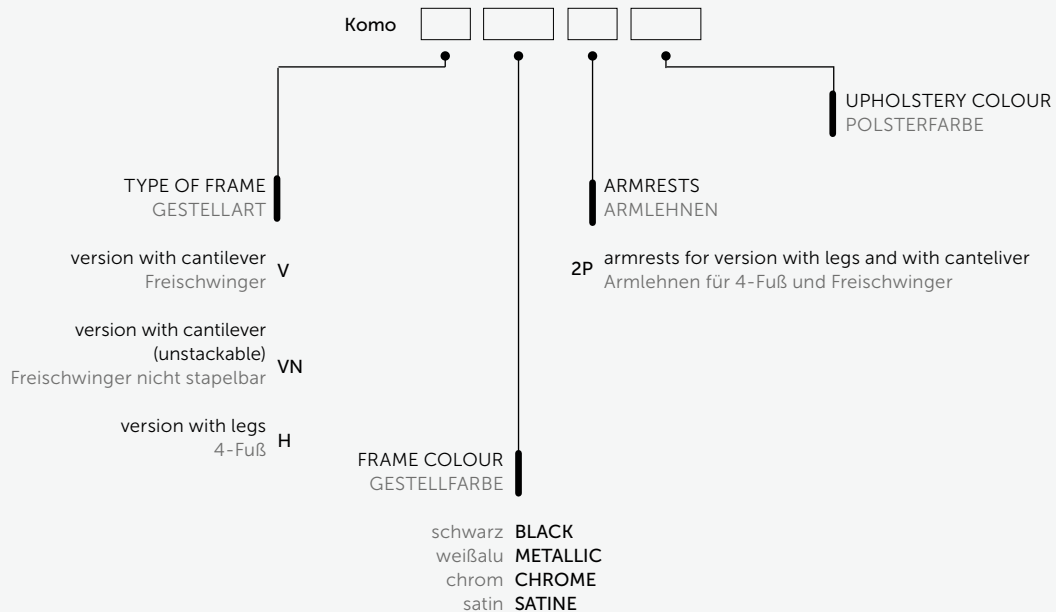 Komo
UPHOLSTERY COLOUR
POLSTERFARBE
TYPE OF FRAME
GESTELLART
ARMRESTS
ARMLEHNEN
version with cantilever
Freischwinger
V
2P
armrests for version with legs and with canteliver
Armlehnen für 4-Fuß und Freischwinger
version with cantilever
(unstackable)
Freischwinger nicht stapelbar
VN
version with legs
4-Fuß
H
FRAME COLOUR
GESTELLFARBE
schwarz BLACK
weißalu METALLIC
chrom CHROME
satin SATINE